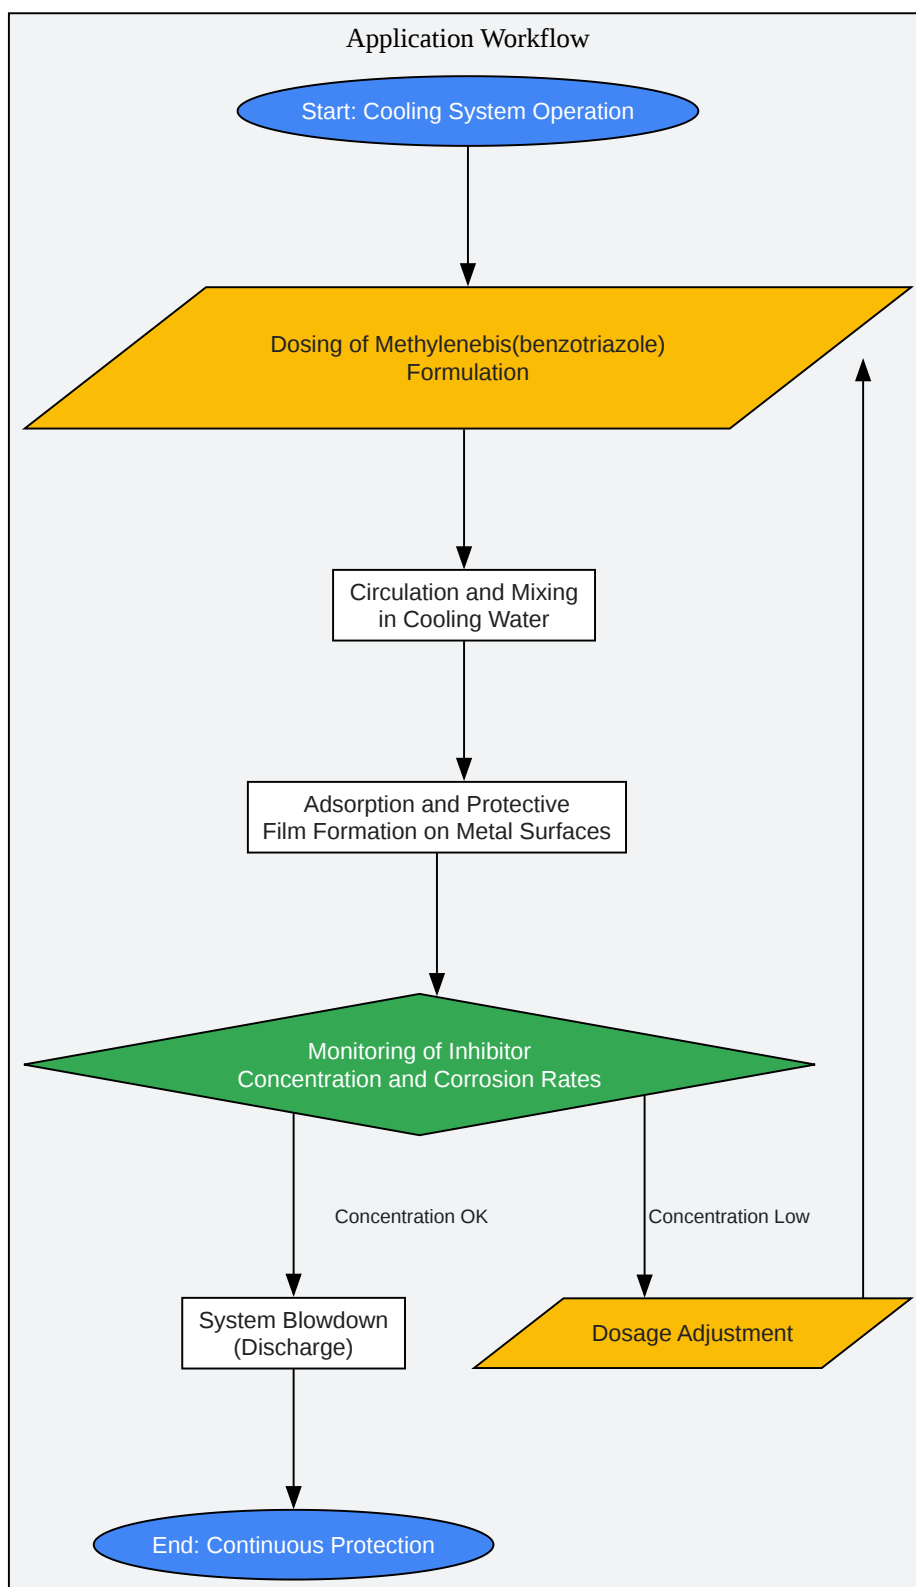 Application Workflow
Start: Cooling System Operation
Dosing of Methylenebis(benzotriazole)
Formulation
Circulation and Mixing
in Cooling Water
Adsorption and Protective
Film Formation on Metal Surfaces
Monitoring of Inhibitor
Concentration and Corrosion Rates
Concentration OK
Concentration Low
System Blowdown
(Discharge)
Dosage Adjustment
End: Continuous Protection